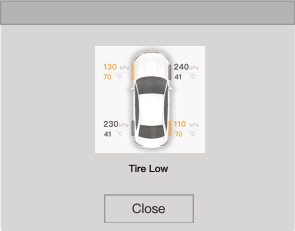 130 kPa 240 kPa
70 °C 41 °C
230 kPa 110 kPa
41 °C 70 °C
Tire Low
Close